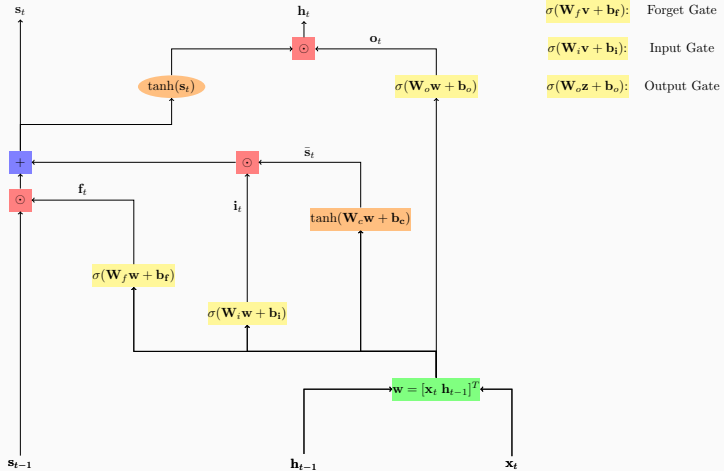 s_t
h_t
σ(W_f v + b_f): Forget Gate
o_t
⊙
σ(W_i v + b_i): Input Gate
tanh(s_t)
σ(W_o w + b_o)
σ(W_o z + b_o): Output Gate
s̄_t
+
⊙
f_t
⊙
i_t
tanh(W_c w + b_c)
σ(W_f w + b_f)
σ(W_i w + b_i)
w = [x_t h_{t−1}]^T
s_{t−1}
h_{t−1}
x_t